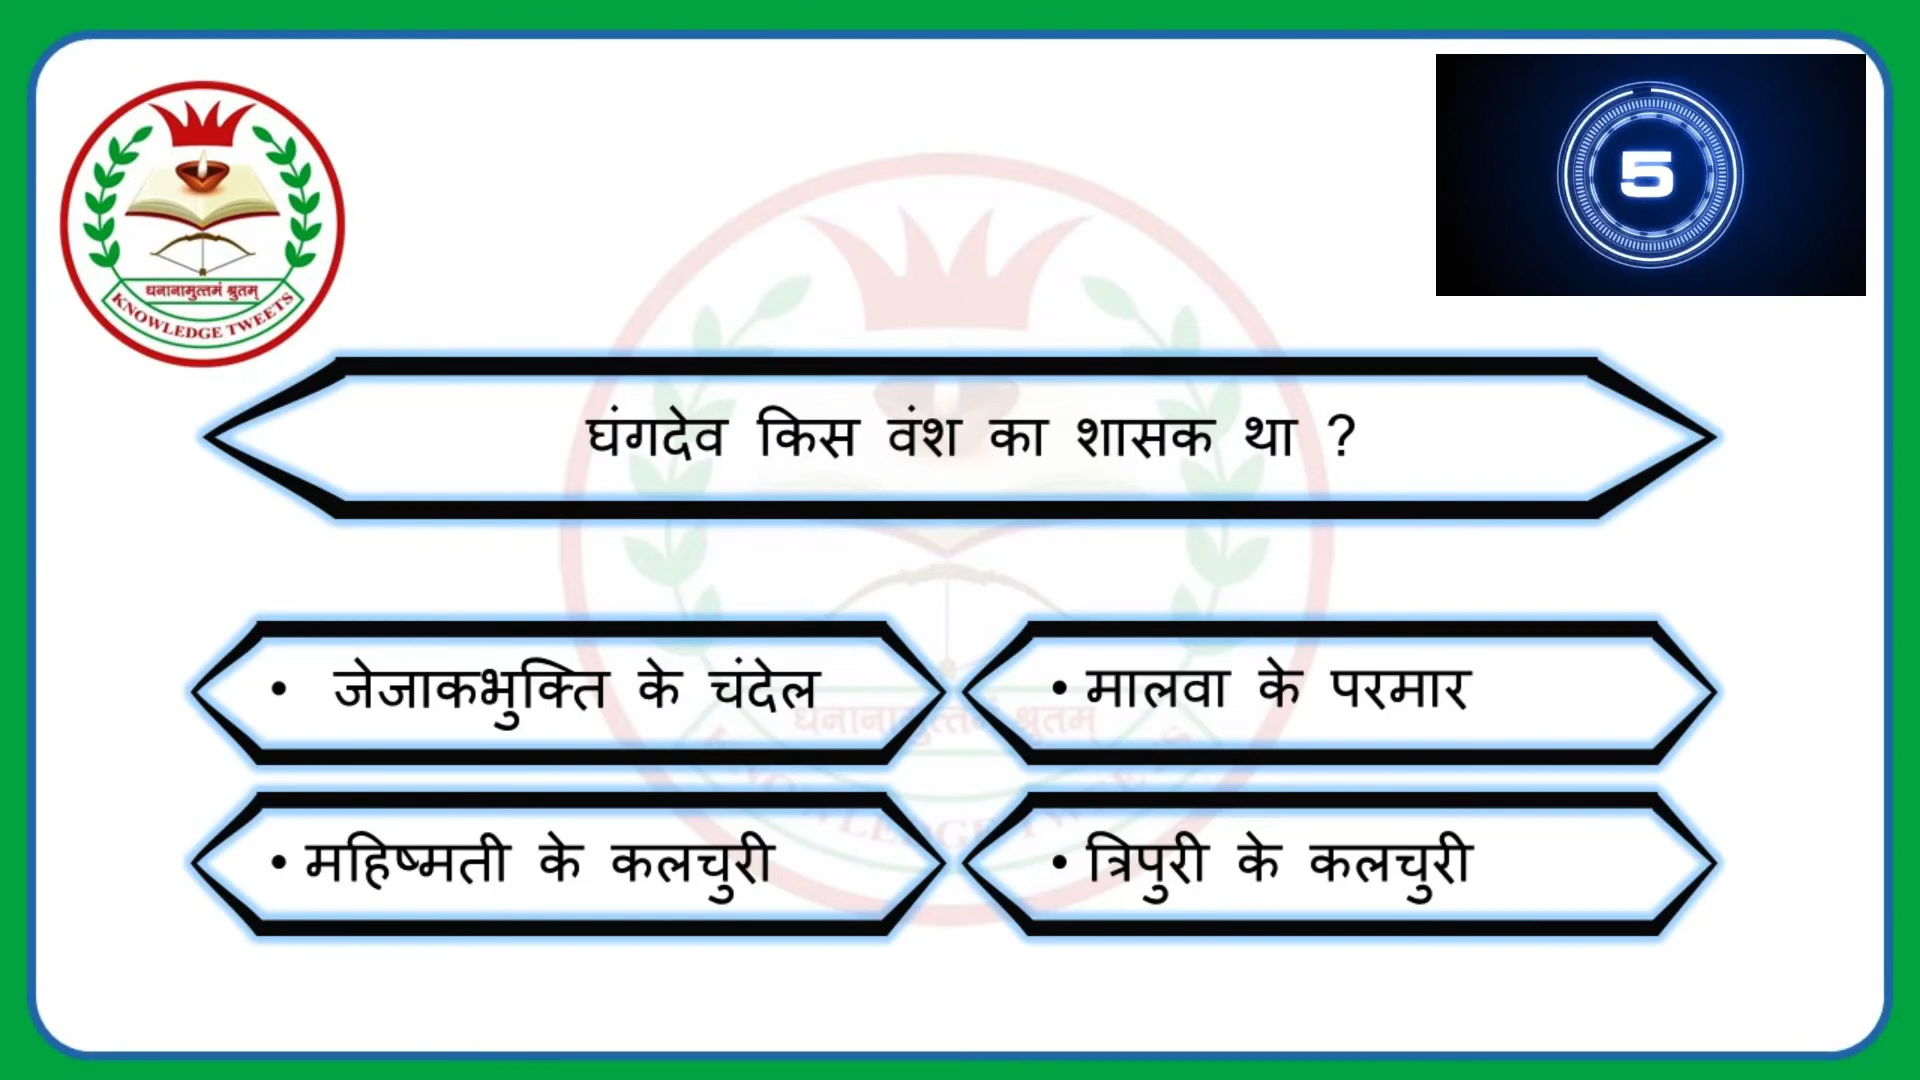 धनानामुत्तमं श्रुतम्
KNOWLEDGE TWEETS
5
घंगदेव किस वंश का शासक था ?
• जेजाकभुक्ति के चंदेल
• मालवा के परमार
• महिष्मती के कलचुरी
• त्रिपुरी के कलचुरी